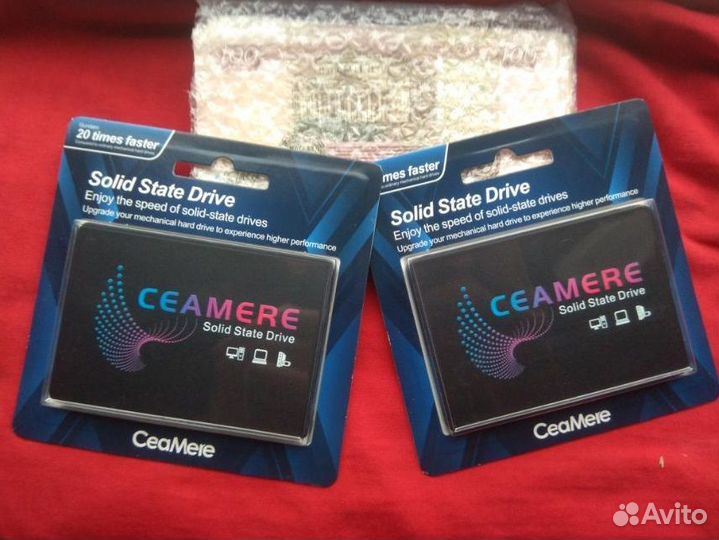 20 times faster
Solid State Drive
Enjoy the speed of solid-state drives
Upgrade your mechanical hard drive to experience higher performance
CEAMERE
Solid State Drive
CeaMere
mes faster
Solid State Drive
Enjoy the speed of solid-state drives
Upgrade your mechanical hard drive to experience higher performance
CEAMERE
Solid State Drive
CeaMere
Avito